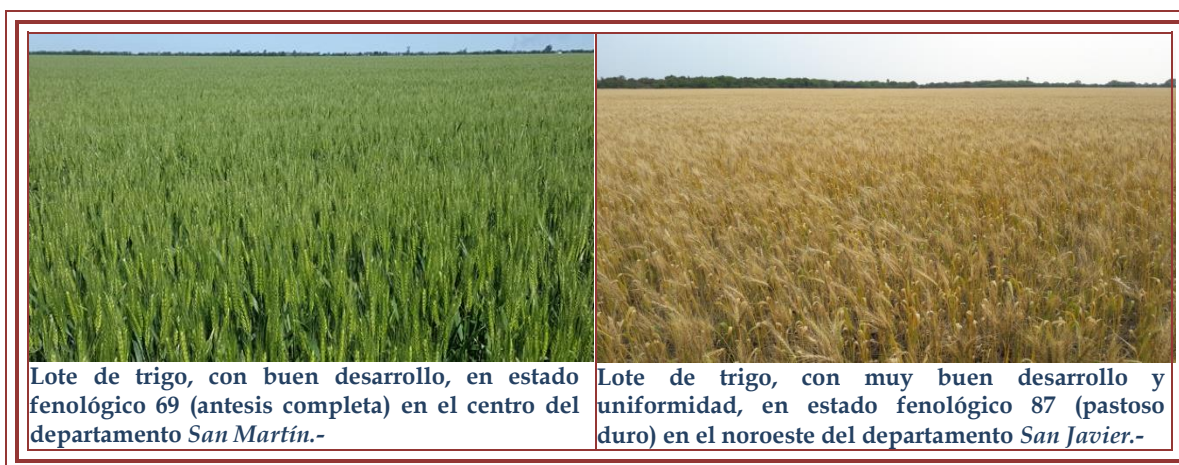 Lote de trigo, con buen desarrollo, en estado
fenológico 69 (antesis completa) en el centro del
departamento San Martín.-
Lote de trigo, con muy buen desarrollo y
uniformidad, en estado fenológico 87 (pastoso
duro) en el noroeste del departamento San Javier.-